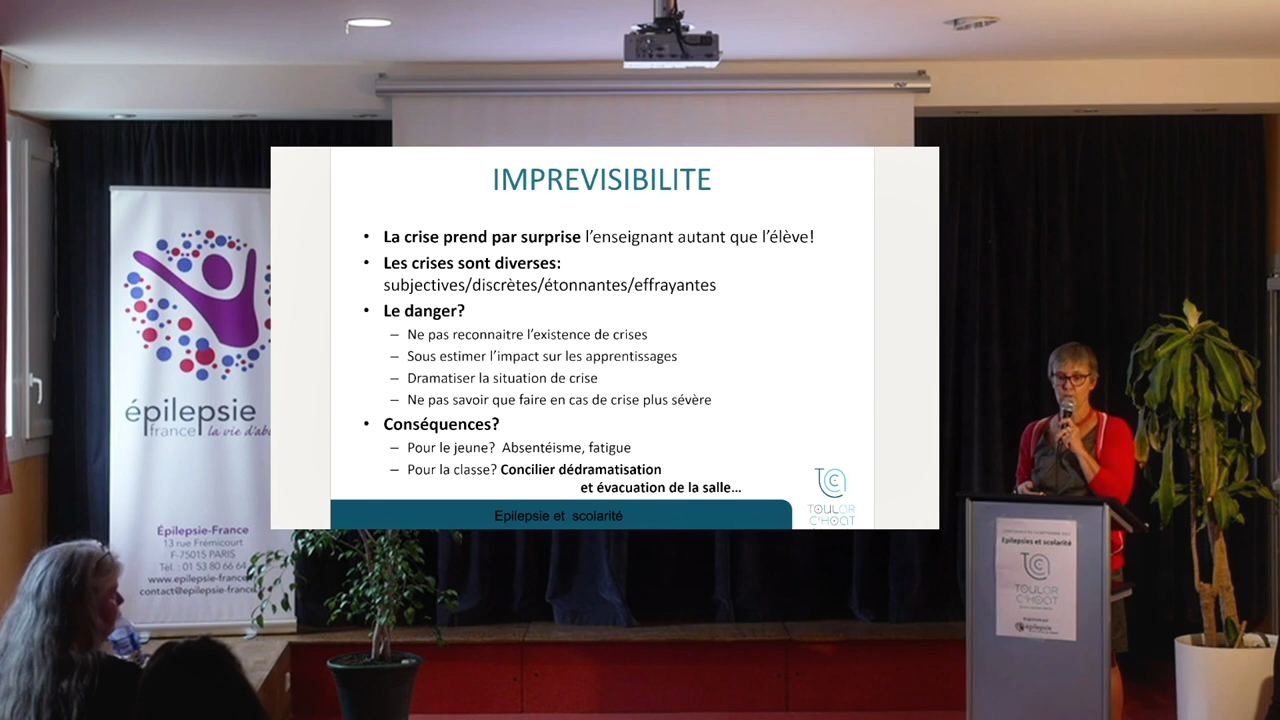 IMPREVISIBILITE
• La crise prend par surprise l'enseignant autant que l'élève!
• Les crises sont diverses:
subjectives/discrètes/étonnantes/effrayantes
• Le danger?
– Ne pas reconnaitre l'existence de crises
– Sous estimer l'impact sur les apprentissages
– Dramatiser la situation de crise
– Ne pas savoir que faire en cas de crise plus sévère
• Conséquences?
– Pour le jeune? Absentéisme, fatigue
– Pour la classe? Concilier dédramatisation
et évacuation de la salle...
Epilepsie et scolarité
TOULAR
C'HOAT
épilepsie
france
la vie d'ab
Épilepsie-France
13 rue Frémicourt
F-75015 PARIS
Tél. : 01 53 80 66 64
www.epilepsie-france
contact@epilepsie-franc
Epilepsies et scolarité
TOULAR
C'HOAT
épilepsie